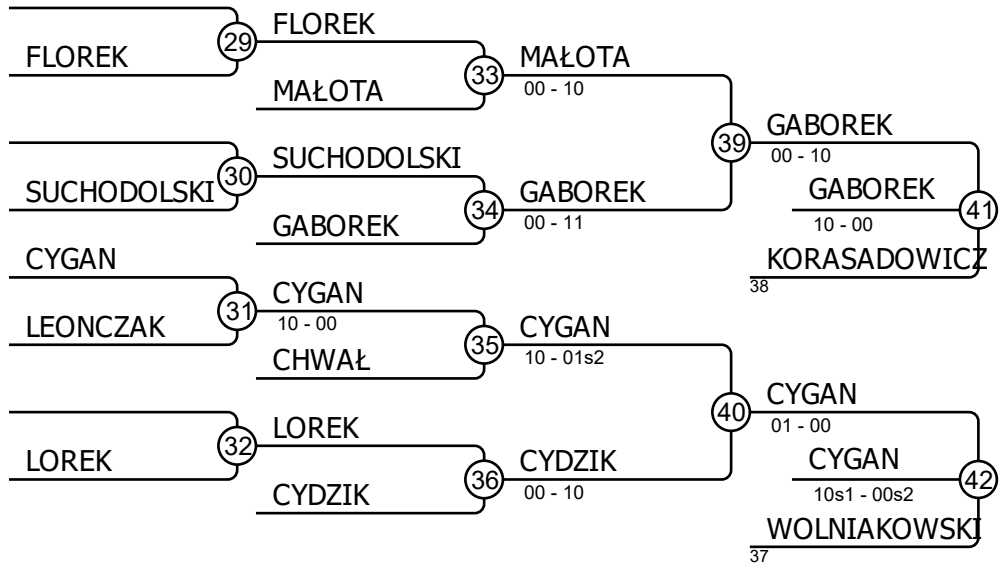 FLOREK
29
FLOREK
MAŁOTA
33
MAŁOTA
00 - 10
SUCHODOLSKI
30
SUCHODOLSKI
GABOREK
34
GABOREK
00 - 11
39
GABOREK
00 - 10
GABOREK
10 - 00
41
KORASADOWICZ
38
CYGAN
LEONCZAK
31
CYGAN
10 - 00
CHWAŁ
35
CYGAN
10 - 01s2
LOREK
32
LOREK
CYDZIK
36
CYDZIK
00 - 10
40
CYGAN
01 - 00
CYGAN
10s1 - 00s2
42
WOLNIAKOWSKI
37